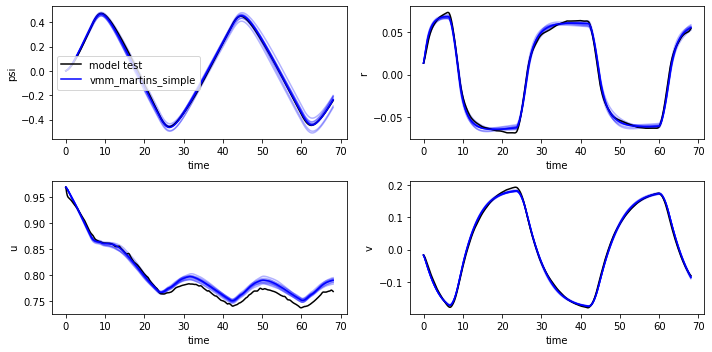 0.4
0.2
0.0
−0.2
−0.4
psi
model test
vmm_martins_simple
0 10 20 30 40 50 60 70
time
0.05
0.00
−0.05
r
0 10 20 30 40 50 60 70
time
0.95
0.90
0.85
0.80
0.75
u
0 10 20 30 40 50 60 70
time
0.2
0.1
0.0
−0.1
v
0 10 20 30 40 50 60 70
time